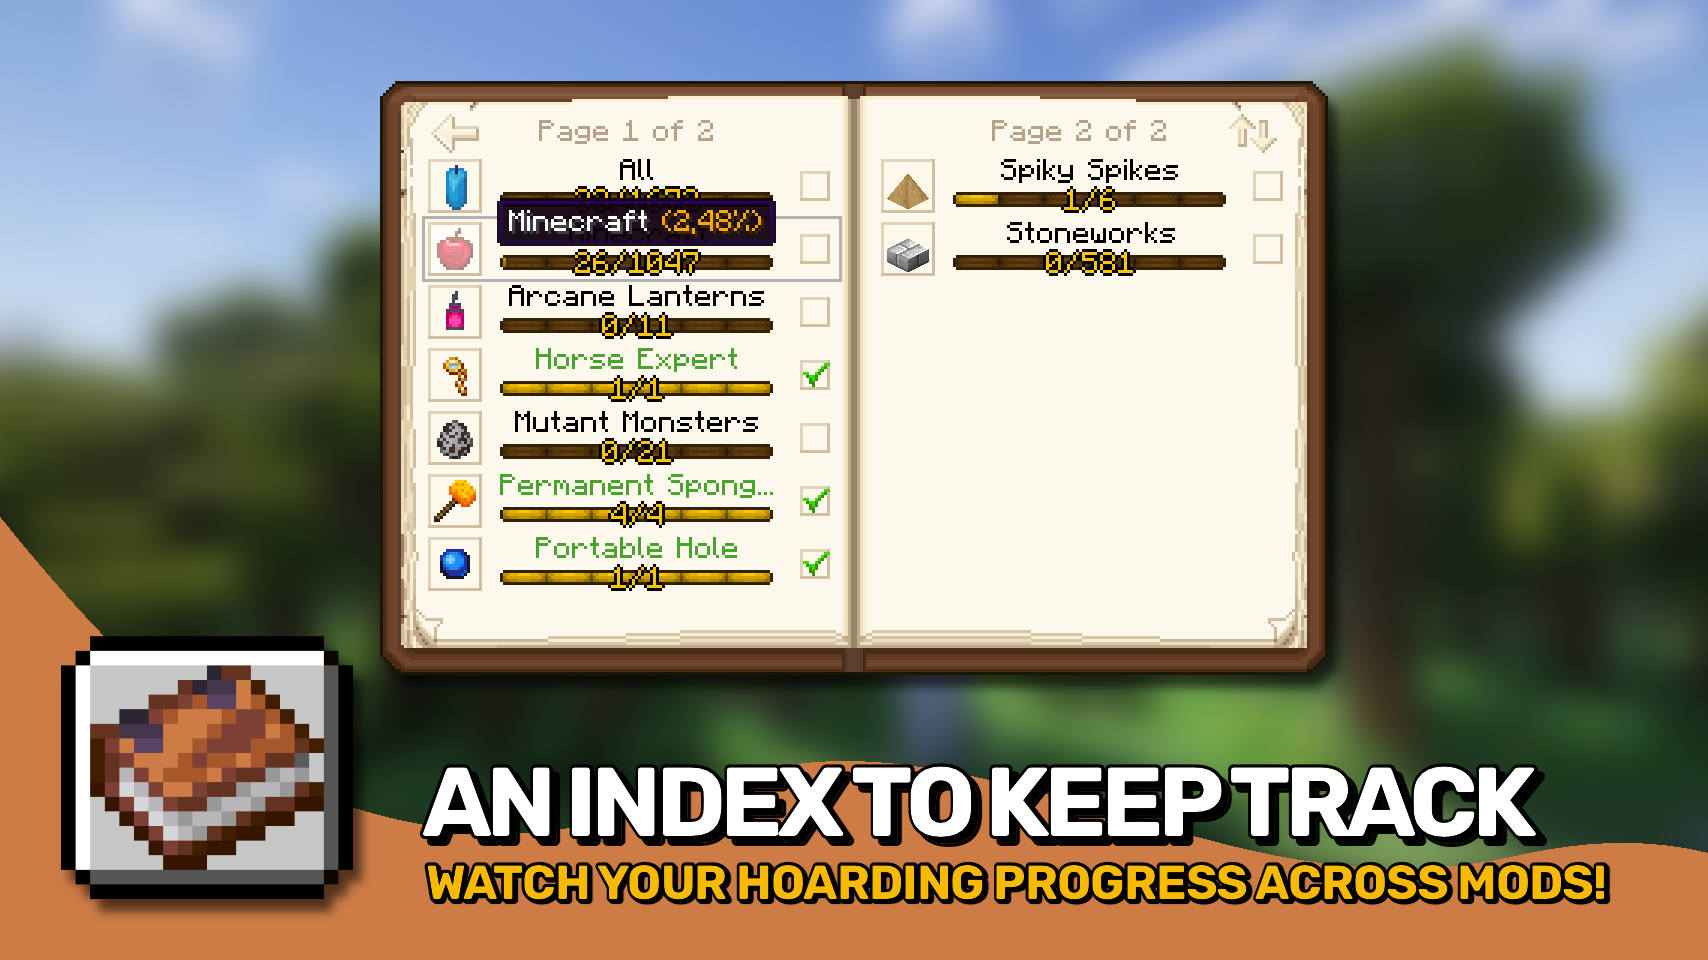 Page 1 of 2
All
Minecraft (2,48%)
26/1047
Arcane Lanterns
0/11
Horse Expert
1/1
Mutant Monsters
0/21
Permanent Spong...
4/4
Portable Hole
1/1
Page 2 of 2
Spiky Spikes
1/6
Stoneworks
0/581
AN INDEX TO KEEP TRACK
WATCH YOUR HOARDING PROGRESS ACROSS MODS!